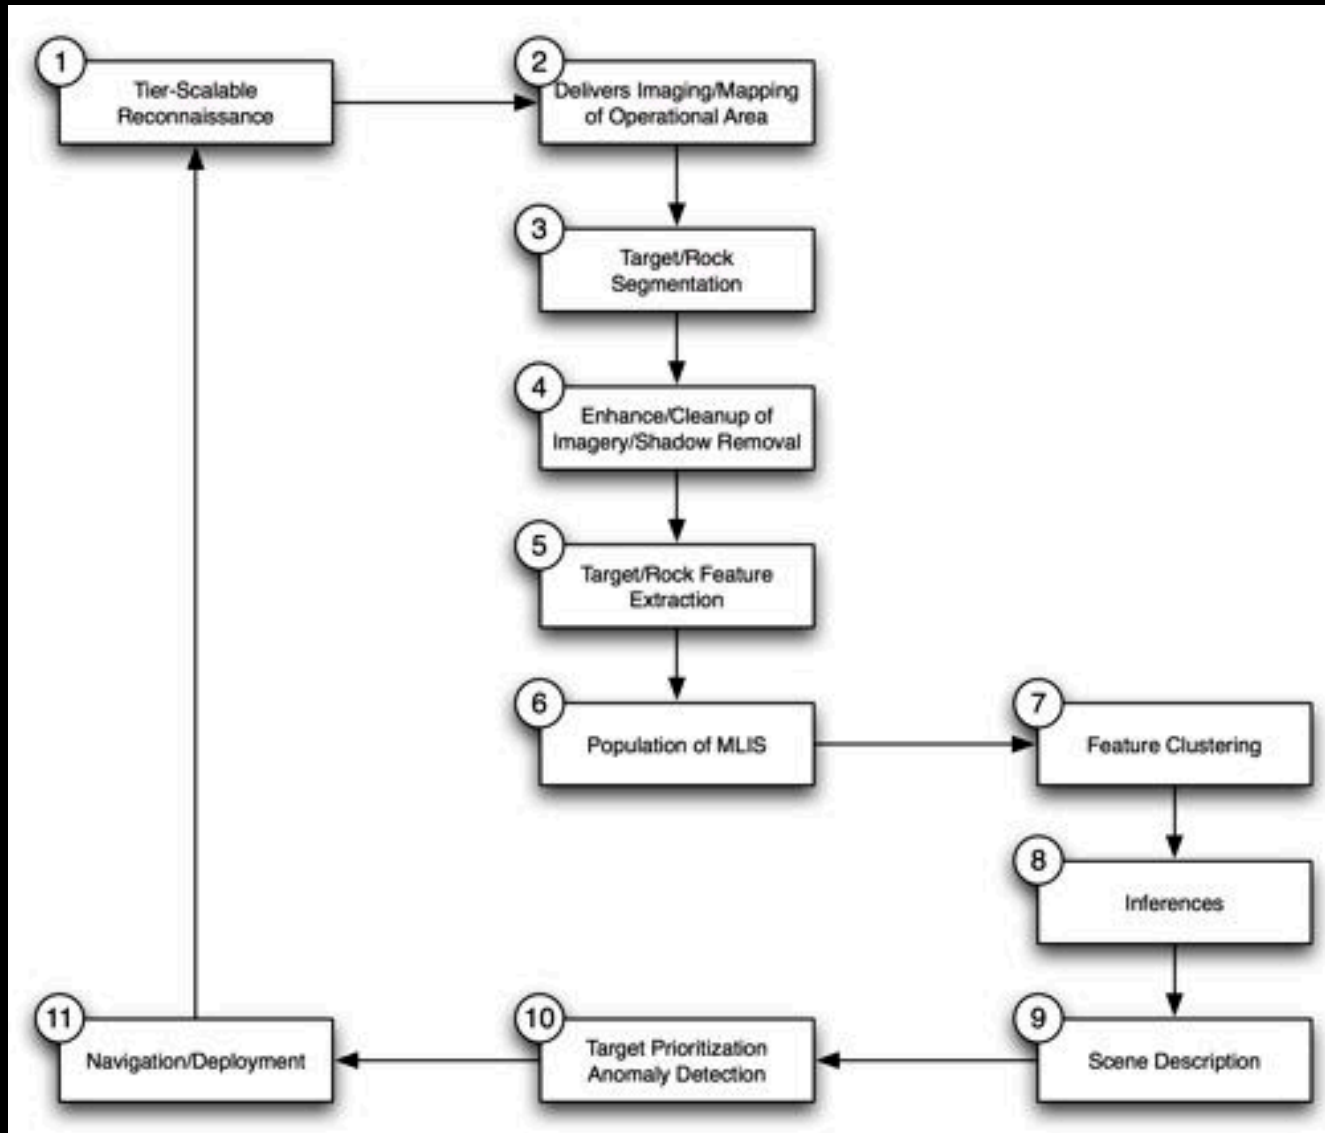 1
Tier-Scalable
Reconnaissance
2
Delivers Imaging/Mapping
of Operational Area
3
Target/Rock
Segmentation
4
Enhance/Cleanup of
Imagery/Shadow Removal
5
Target/Rock Feature
Extraction
6
Population of MLIS
7
Feature Clustering
8
Inferences
9
Scene Description
10
Target Prioritization
Anomaly Detection
11
Navigation/Deployment